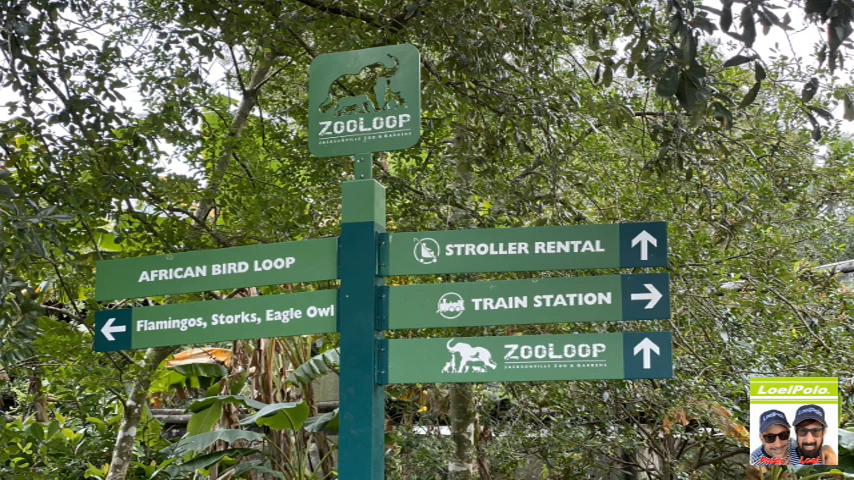 ZOOLOOP
JACKSONVILLE ZOO & GARDENS
AFRICAN BIRD LOOP
Flamingos, Storks, Eagle Owl
STROLLER RENTAL
TRAIN STATION
ZOOLOOP
JACKSONVILLE ZOO & GARDENS
LoelPolo.
Loel